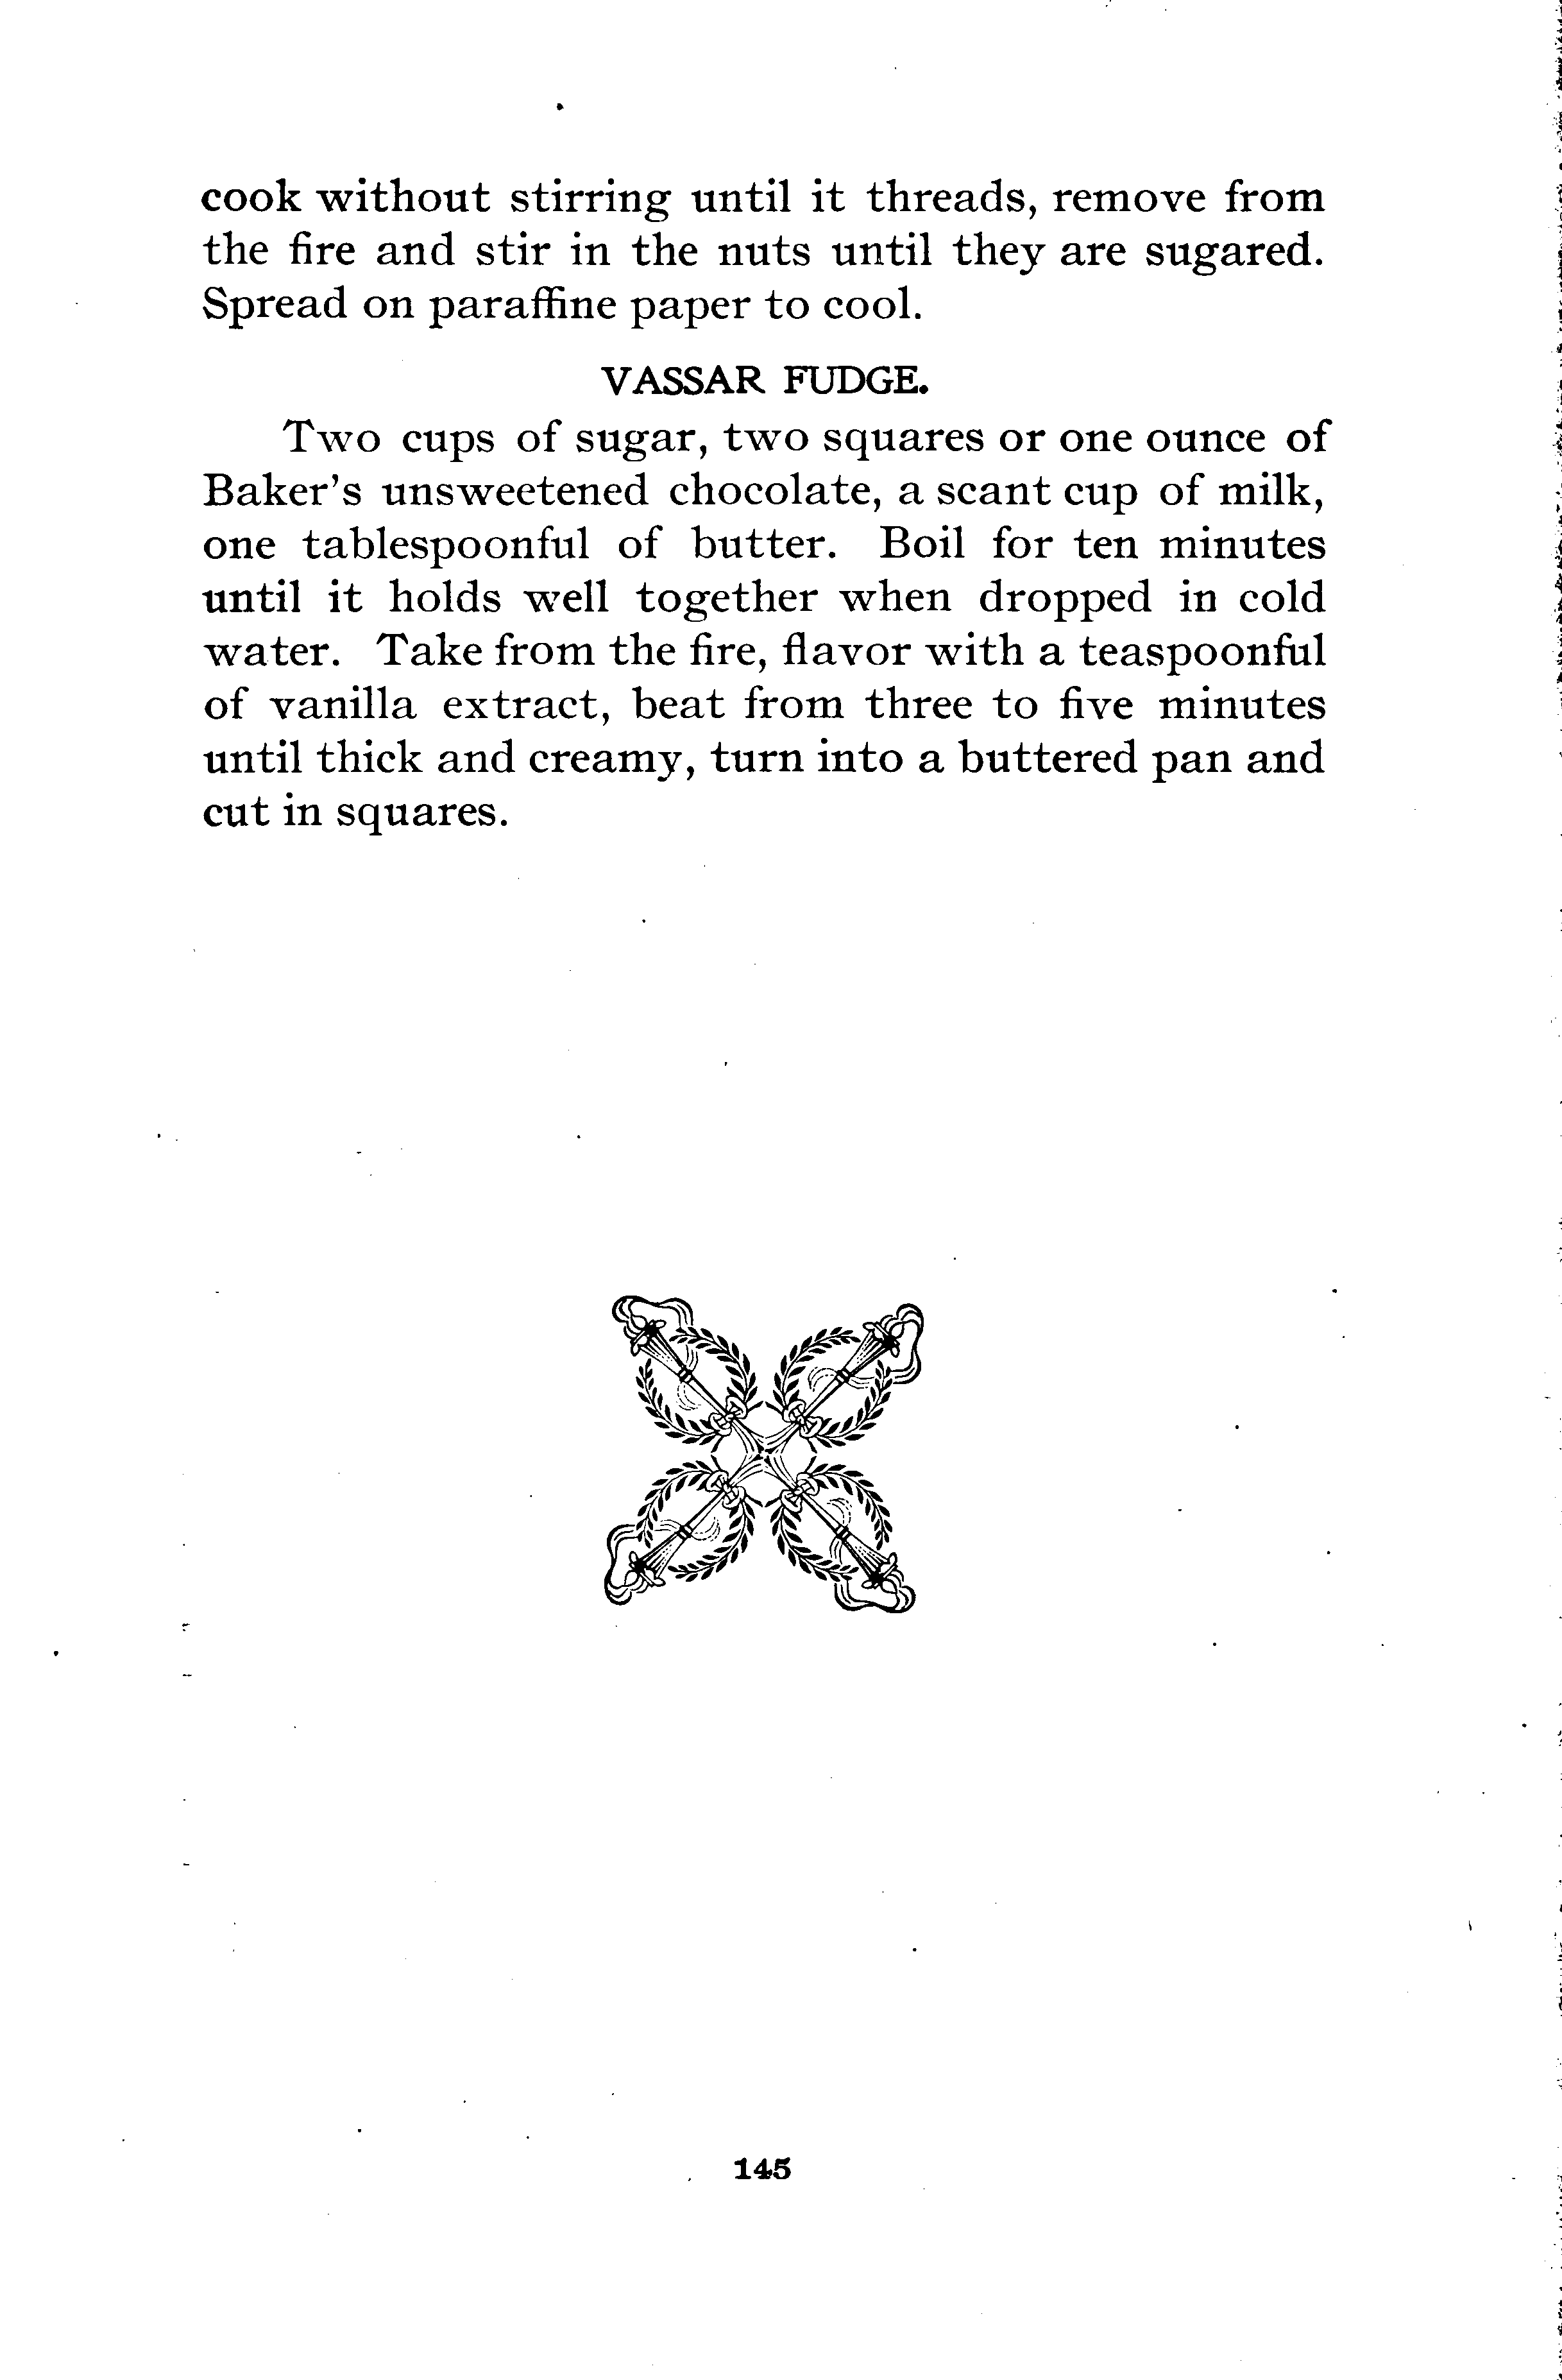 cook without stirring until it threads, remove from
the fire and stir in the nuts until they are sugared.
Spread on paraffine paper to cool.
VASSAR FUDGE.
Two cups of sugar, two squares or one ounce of
Baker's unsweetened chocolate, a scant cup of milk,
one tablespoonful of butter. Boil for ten minutes
until it holds well together when dropped in cold
water. Take from the fire, flavor with a teaspoonful
of vanilla extract, beat from three to five minutes
until thick and creamy, turn into a buttered pan and
cut in squares.
145